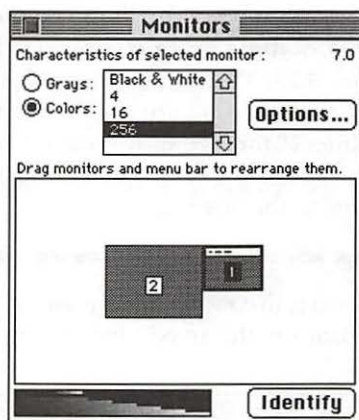 Monitors
Characteristics of selected monitor: 7.0
Grays:
Colors:
Black & White
4
16
256
Options...
Drag monitors and menu bar to rearrange them.
2
1
Identify